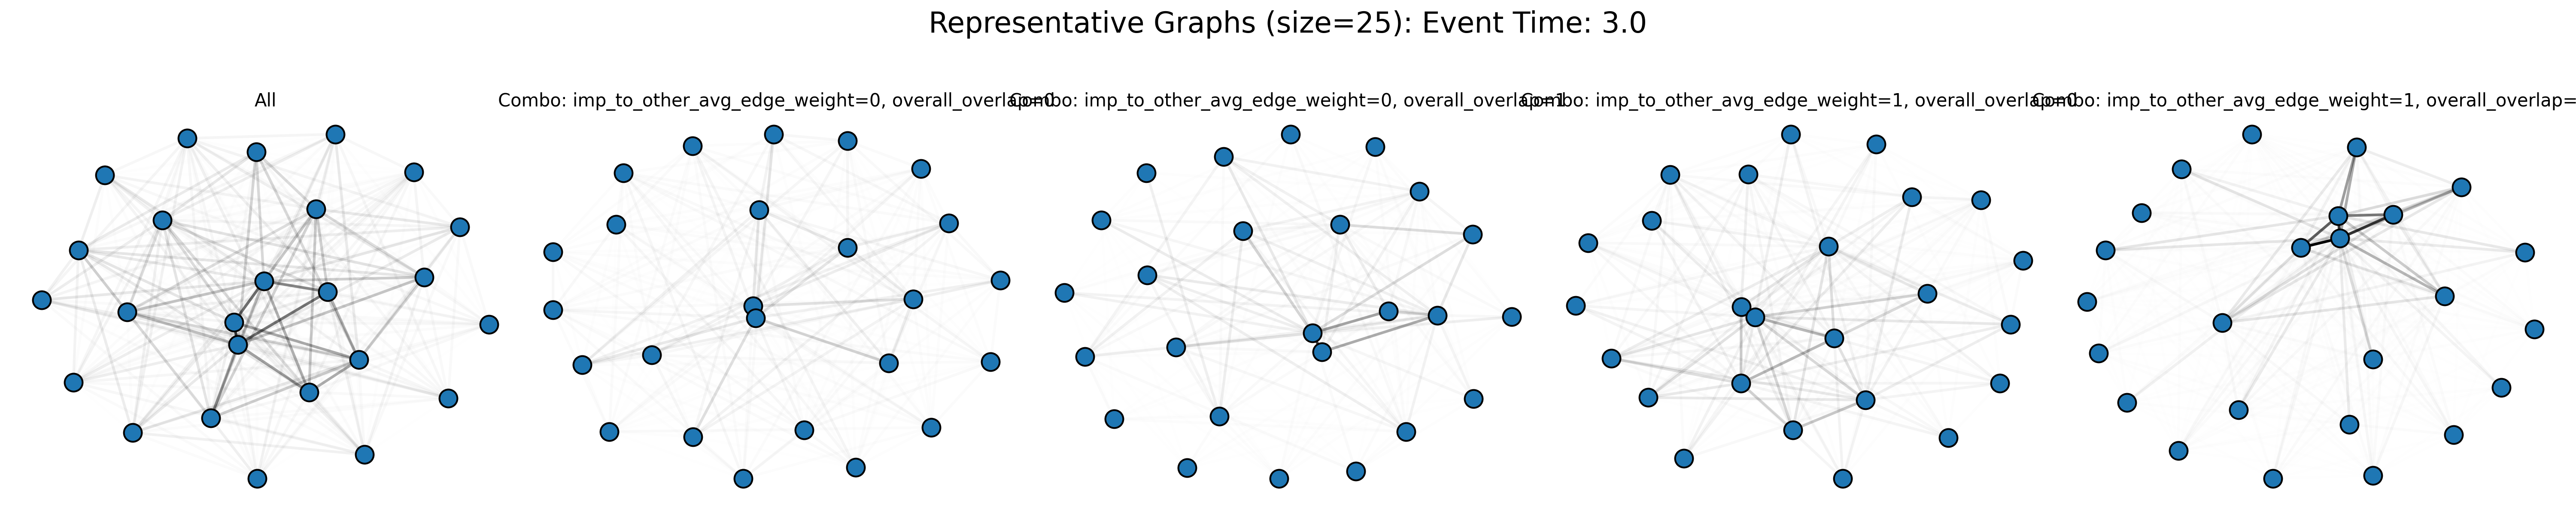 Representative Graphs (size=25): Event Time: 3.0
All
Combo: imp_to_other_avg_edge_weight=0, overall_overlap=0
Combo: imp_to_other_avg_edge_weight=0, overall_overlap=1
Combo: imp_to_other_avg_edge_weight=1, overall_overlap=0
Combo: imp_to_other_avg_edge_weight=1, overall_overlap=